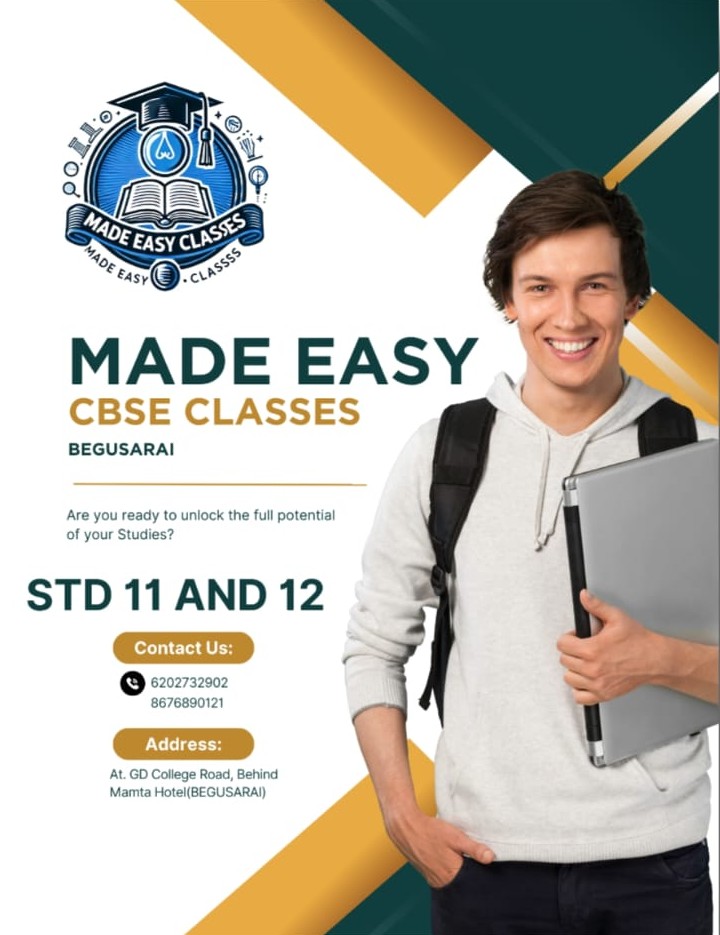 MADE EASY CLASSES
MADE EASY · CLASSSS
MADE EASY
CBSE CLASSES
BEGUSARAI
Are you ready to unlock the full potential
of your Studies?
STD 11 AND 12
Contact Us:
6202732902
8676890121
Address:
At. GD College Road, Behind
Mamta Hotel(BEGUSARAI)